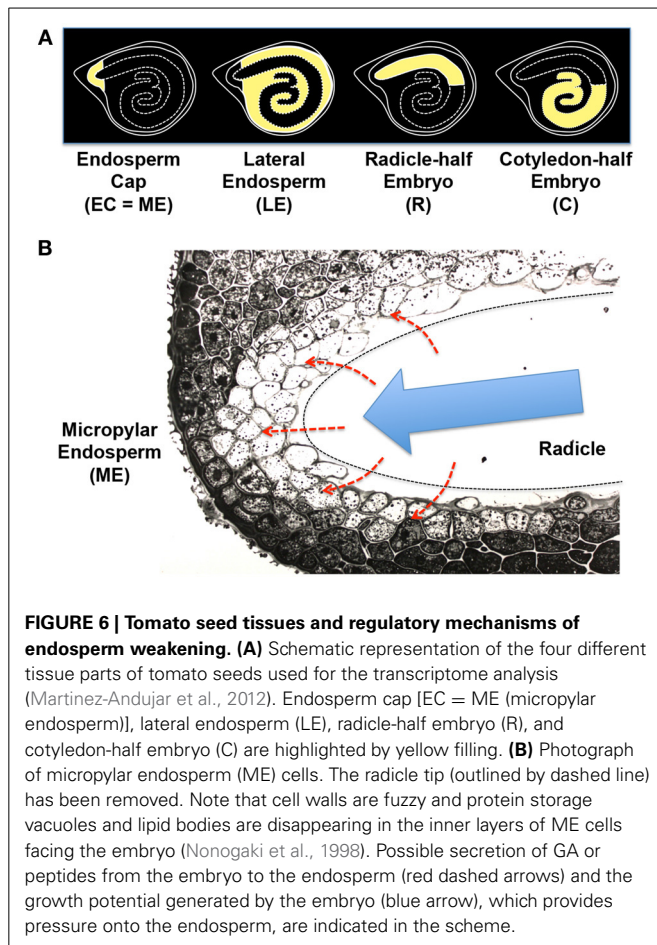 A
Endosperm
Cap
(EC = ME)
Lateral
Endosperm
(LE)
Radicle-half
Embryo
(R)
Cotyledon-half
Embryo
(C)
B
Micropylar
Endosperm
(ME)
Radicle
FIGURE 6 | Tomato seed tissues and regulatory mechanisms of
endosperm weakening. (A) Schematic representation of the four different
tissue parts of tomato seeds used for the transcriptome analysis
(Martinez-Andujar et al., 2012). Endosperm cap [EC = ME (micropylar
endosperm)], lateral endosperm (LE), radicle-half embryo (R), and
cotyledon-half embryo (C) are highlighted by yellow filling. (B) Photograph
of micropylar endosperm (ME) cells. The radicle tip (outlined by dashed line)
has been removed. Note that cell walls are fuzzy and protein storage
vacuoles and lipid bodies are disappearing in the inner layers of ME cells
facing the embryo (Nonogaki et al., 1998). Possible secretion of GA or
peptides from the embryo to the endosperm (red dashed arrows) and the
growth potential generated by the embryo (blue arrow), which provides
pressure onto the endosperm, are indicated in the scheme.